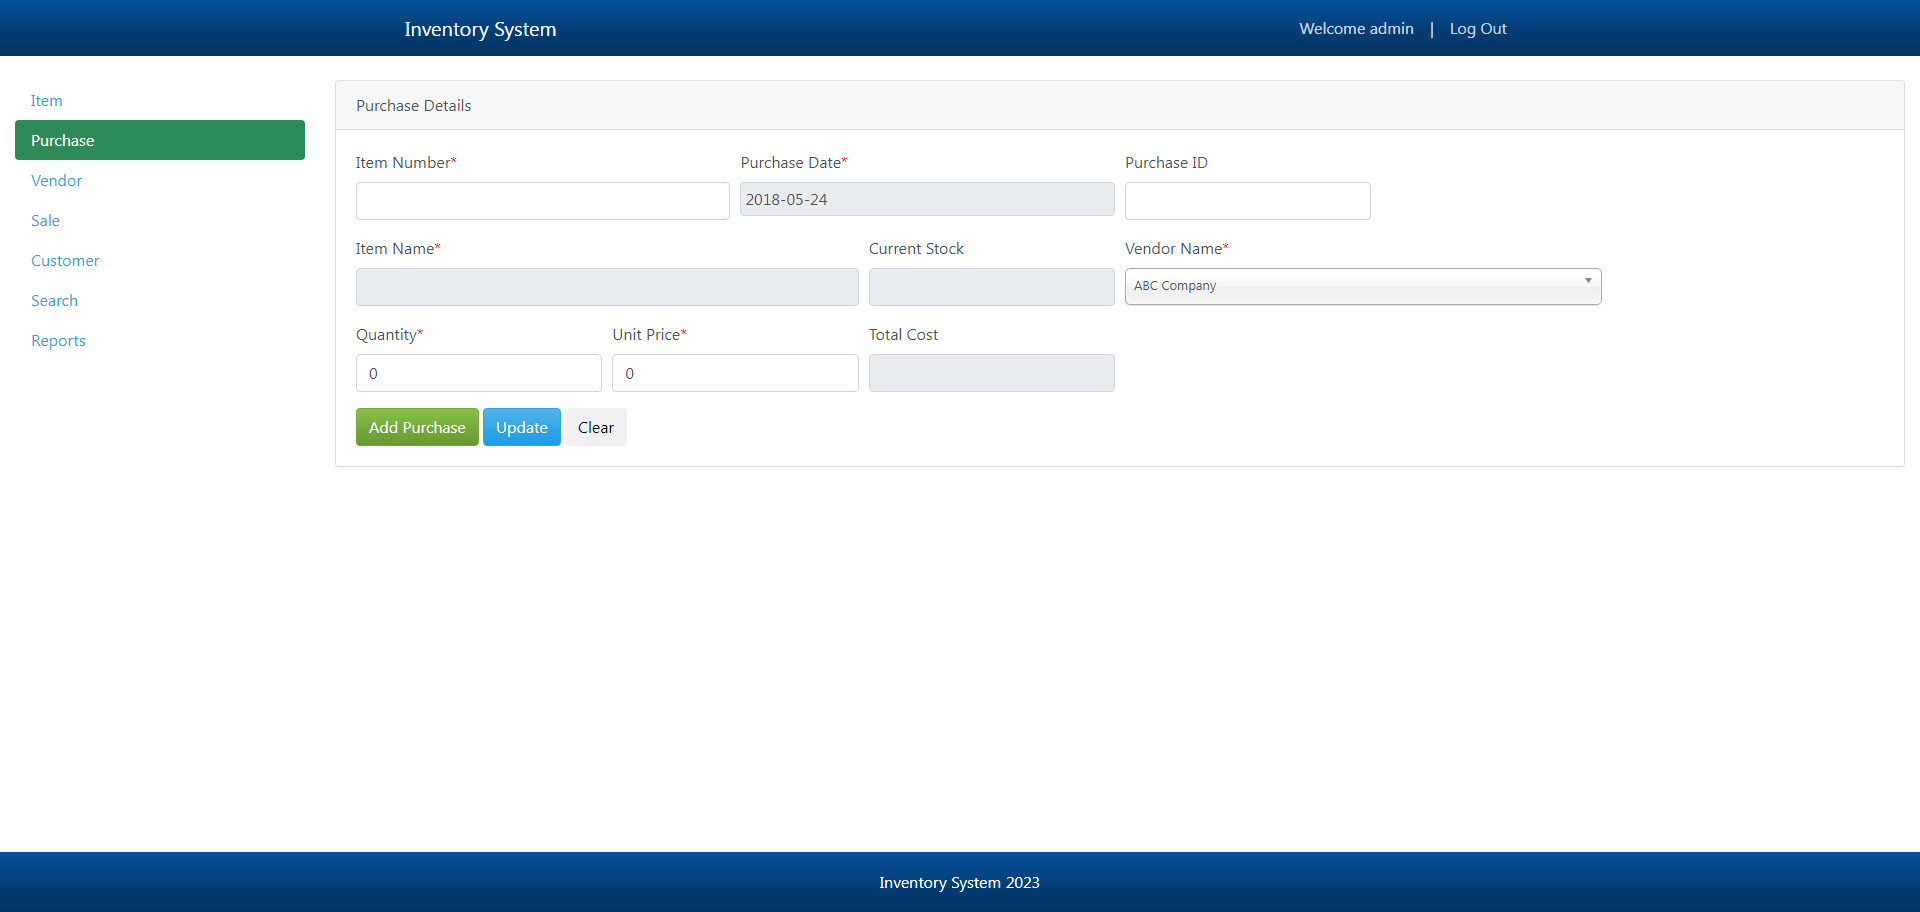 Inventory System
Welcome admin | Log Out
Item
Purchase
Vendor
Sale
Customer
Search
Reports
Purchase Details
Item Number* Purchase Date* Purchase ID
2018-05-24
Item Name* Current Stock Vendor Name*
ABC Company
Quantity* Unit Price* Total Cost
0 0
Add Purchase Update Clear
Inventory System 2023